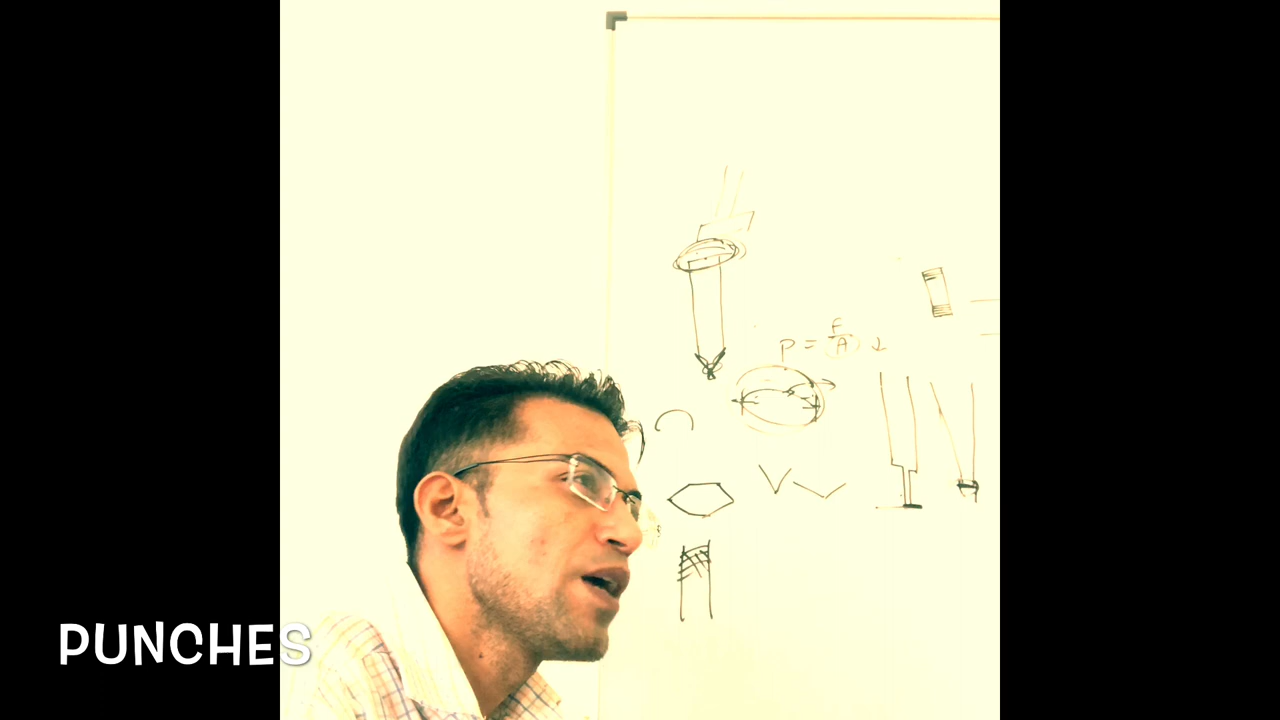 P = F/A ↓
PUNCHES